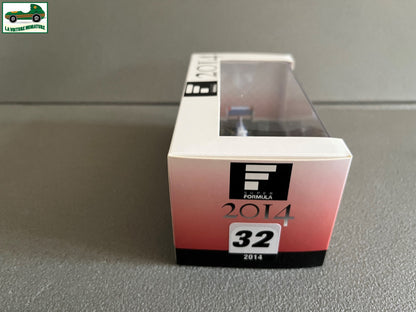 LA VOITURE MINIATURE
2014
SUPER
FORMULA
2014
32
2014